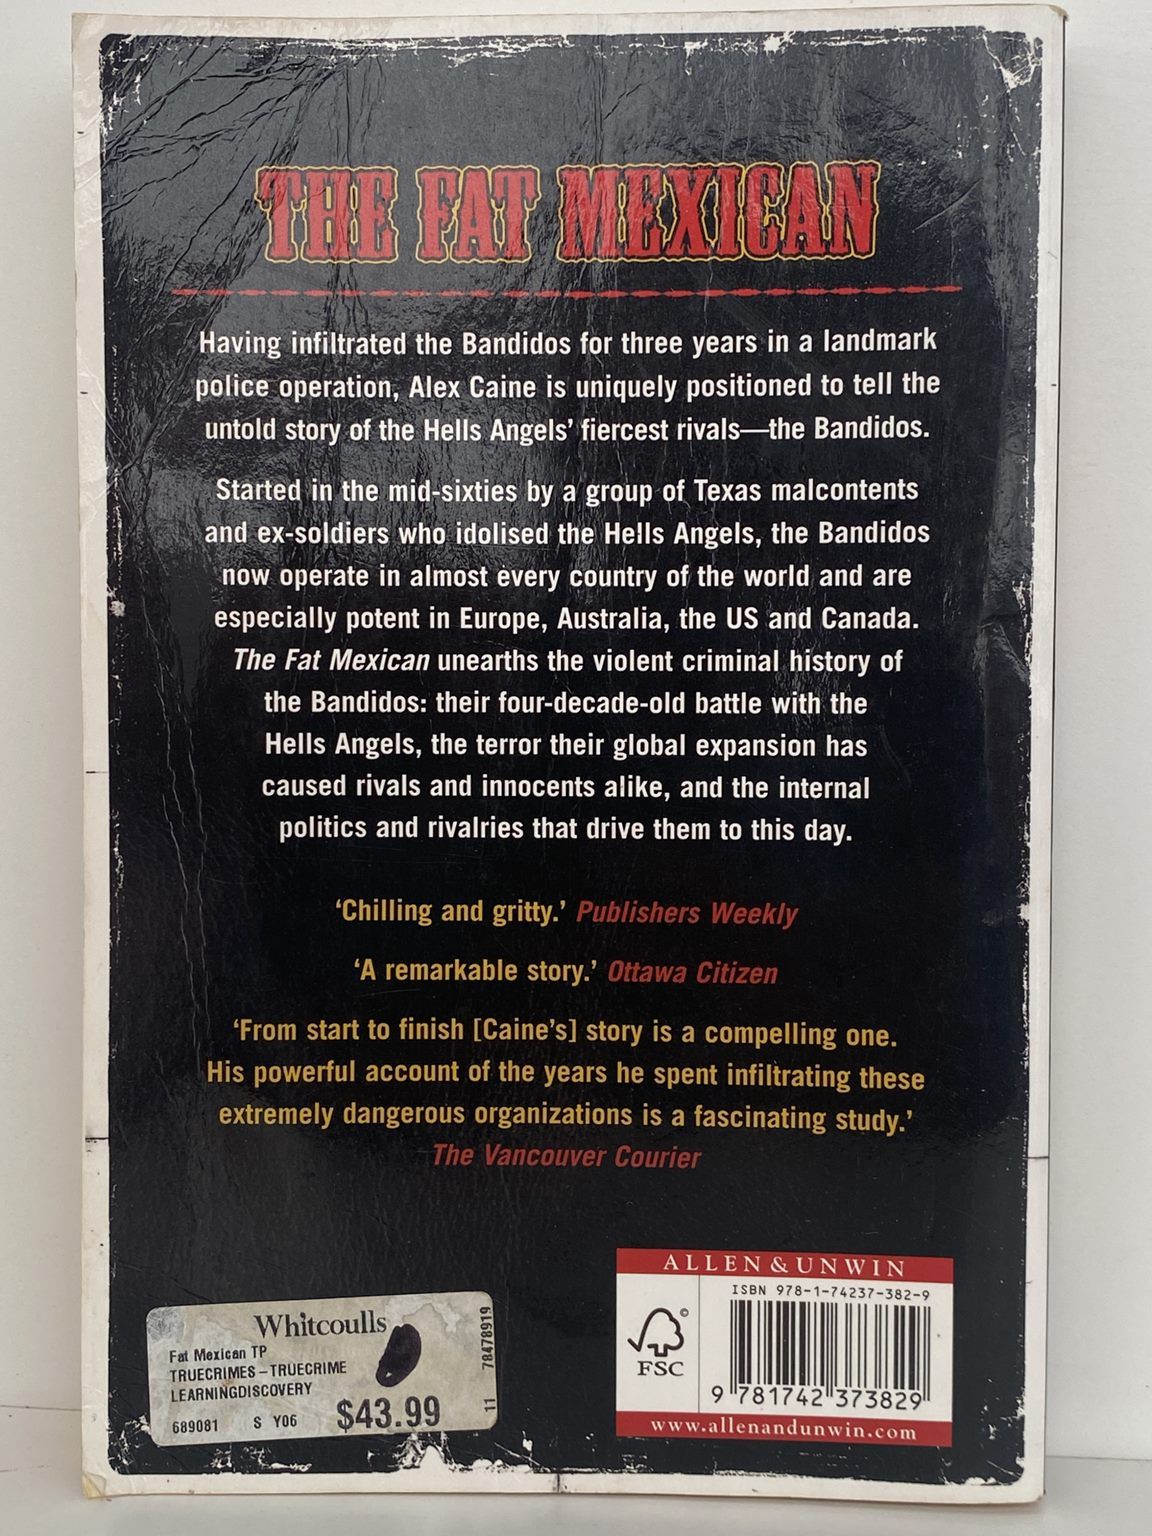 THE FAT MEXICAN
Having infiltrated the Bandidos for three years in a landmark
police operation, Alex Caine is uniquely positioned to tell the
untold story of the Hells Angels' fiercest rivals—the Bandidos.
Started in the mid-sixties by a group of Texas malcontents
and ex-soldiers who idolised the Hells Angels, the Bandidos
now operate in almost every country of the world and are
especially potent in Europe, Australia, the US and Canada.
The Fat Mexican unearths the violent criminal history of
the Bandidos: their four-decade-old battle with the
Hells Angels, the terror their global expansion has
caused rivals and innocents alike, and the internal
politics and rivalries that drive them to this day.
‘Chilling and gritty.’ Publishers Weekly
‘A remarkable story.’ Ottawa Citizen
‘From start to finish [Caine’s] story is a compelling one.
His powerful account of the years he spent infiltrating these
extremely dangerous organizations is a fascinating study.’
The Vancouver Courier
Whitcoulls
Fat Mexican TP
TRUECRIMES – TRUECRIME
LEARNINGDISCOVERY
689081 S Y06 $43.99
11 78478919
ALLEN & UNWIN
ISBN 978-1-74237-382-9
©
FSC
9 781742 373829
www.allenandunwin.com